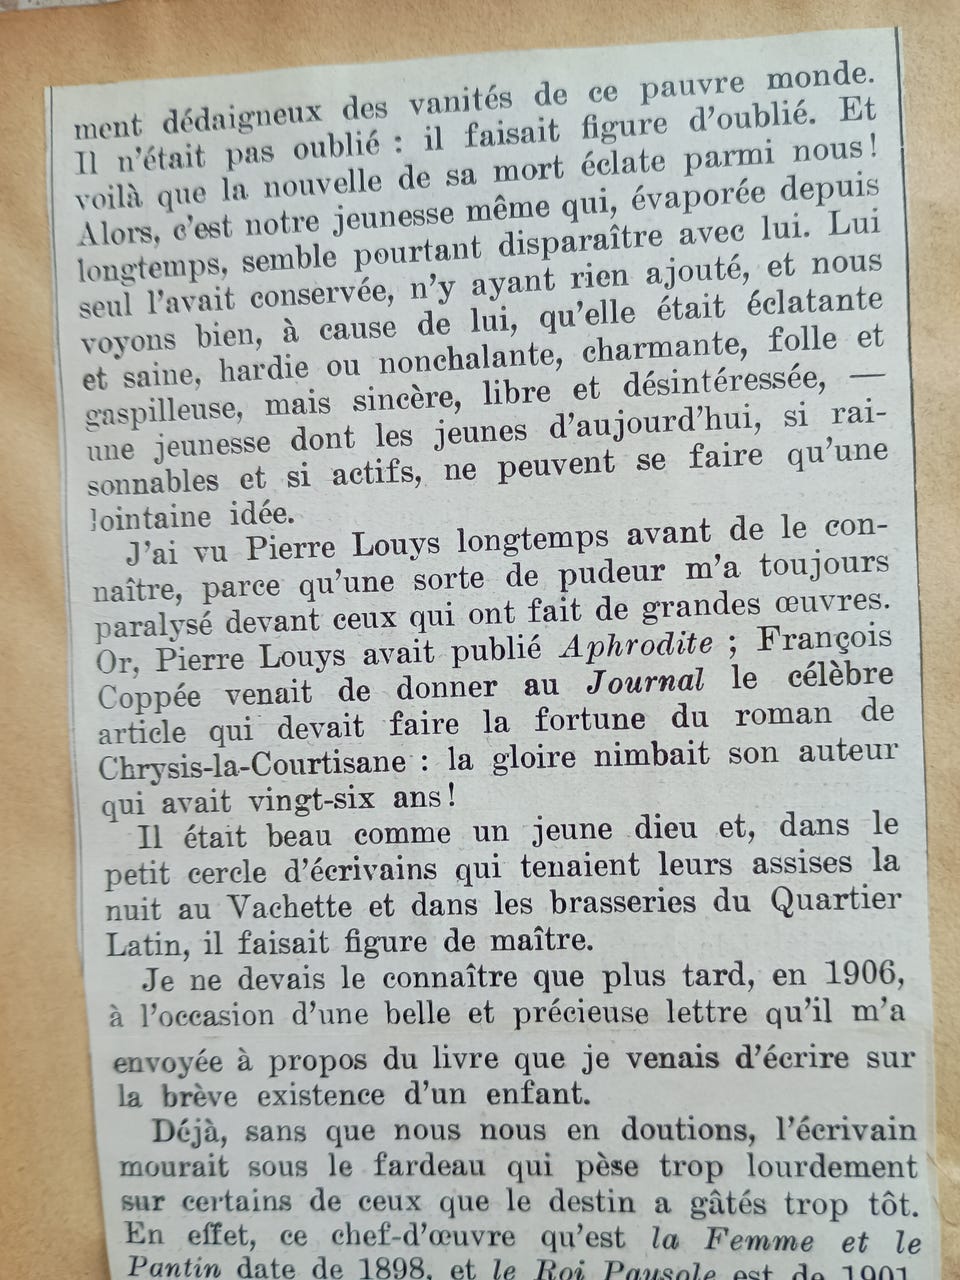 ment dédaigneux des vanités de ce pauvre monde.
Il n'était pas oublié : il faisait figure d'oublié. Et
voilà que la nouvelle de sa mort éclate parmi nous !
Alors, c'est notre jeunesse même qui, évaporée depuis
longtemps, semble pourtant disparaître avec lui. Lui
seul l'avait conservée, n'y ayant rien ajouté, et nous
voyons bien, à cause de lui, qu'elle était éclatante
et saine, hardie ou nonchalante, charmante, folle et
gaspilleuse, mais sincère, libre et désintéressée, —
une jeunesse dont les jeunes d'aujourd'hui, si rai-
sonnables et si actifs, ne peuvent se faire qu'une
lointaine idée.
J'ai vu Pierre Louys longtemps avant de le con-
naître, parce qu'une sorte de pudeur m'a toujours
paralysé devant ceux qui ont fait de grandes œuvres.
Or, Pierre Louys avait publié Aphrodite ; François
Coppée venait de donner au Journal le célèbre
article qui devait faire la fortune du roman de
Chrysis-la-Courtisane : la gloire nimbait son auteur
qui avait vingt-six ans !
Il était beau comme un jeune dieu et, dans le
petit cercle d'écrivains qui tenaient leurs assises la
nuit au Vachette et dans les brasseries du Quartier
Latin, il faisait figure de maître.
Je ne devais le connaître que plus tard, en 1906,
à l'occasion d'une belle et précieuse lettre qu'il m'a
envoyée à propos du livre que je venais d'écrire sur
la brève existence d'un enfant.
Déjà, sans que nous nous en doutions, l'écrivain
mourait sous le fardeau qui pèse trop lourdement
sur certains de ceux que le destin a gâtés trop tôt.
En effet, ce chef-d'œuvre qu'est la Femme et le
Pantin date de 1898, et le Roi Pausole est de 1901